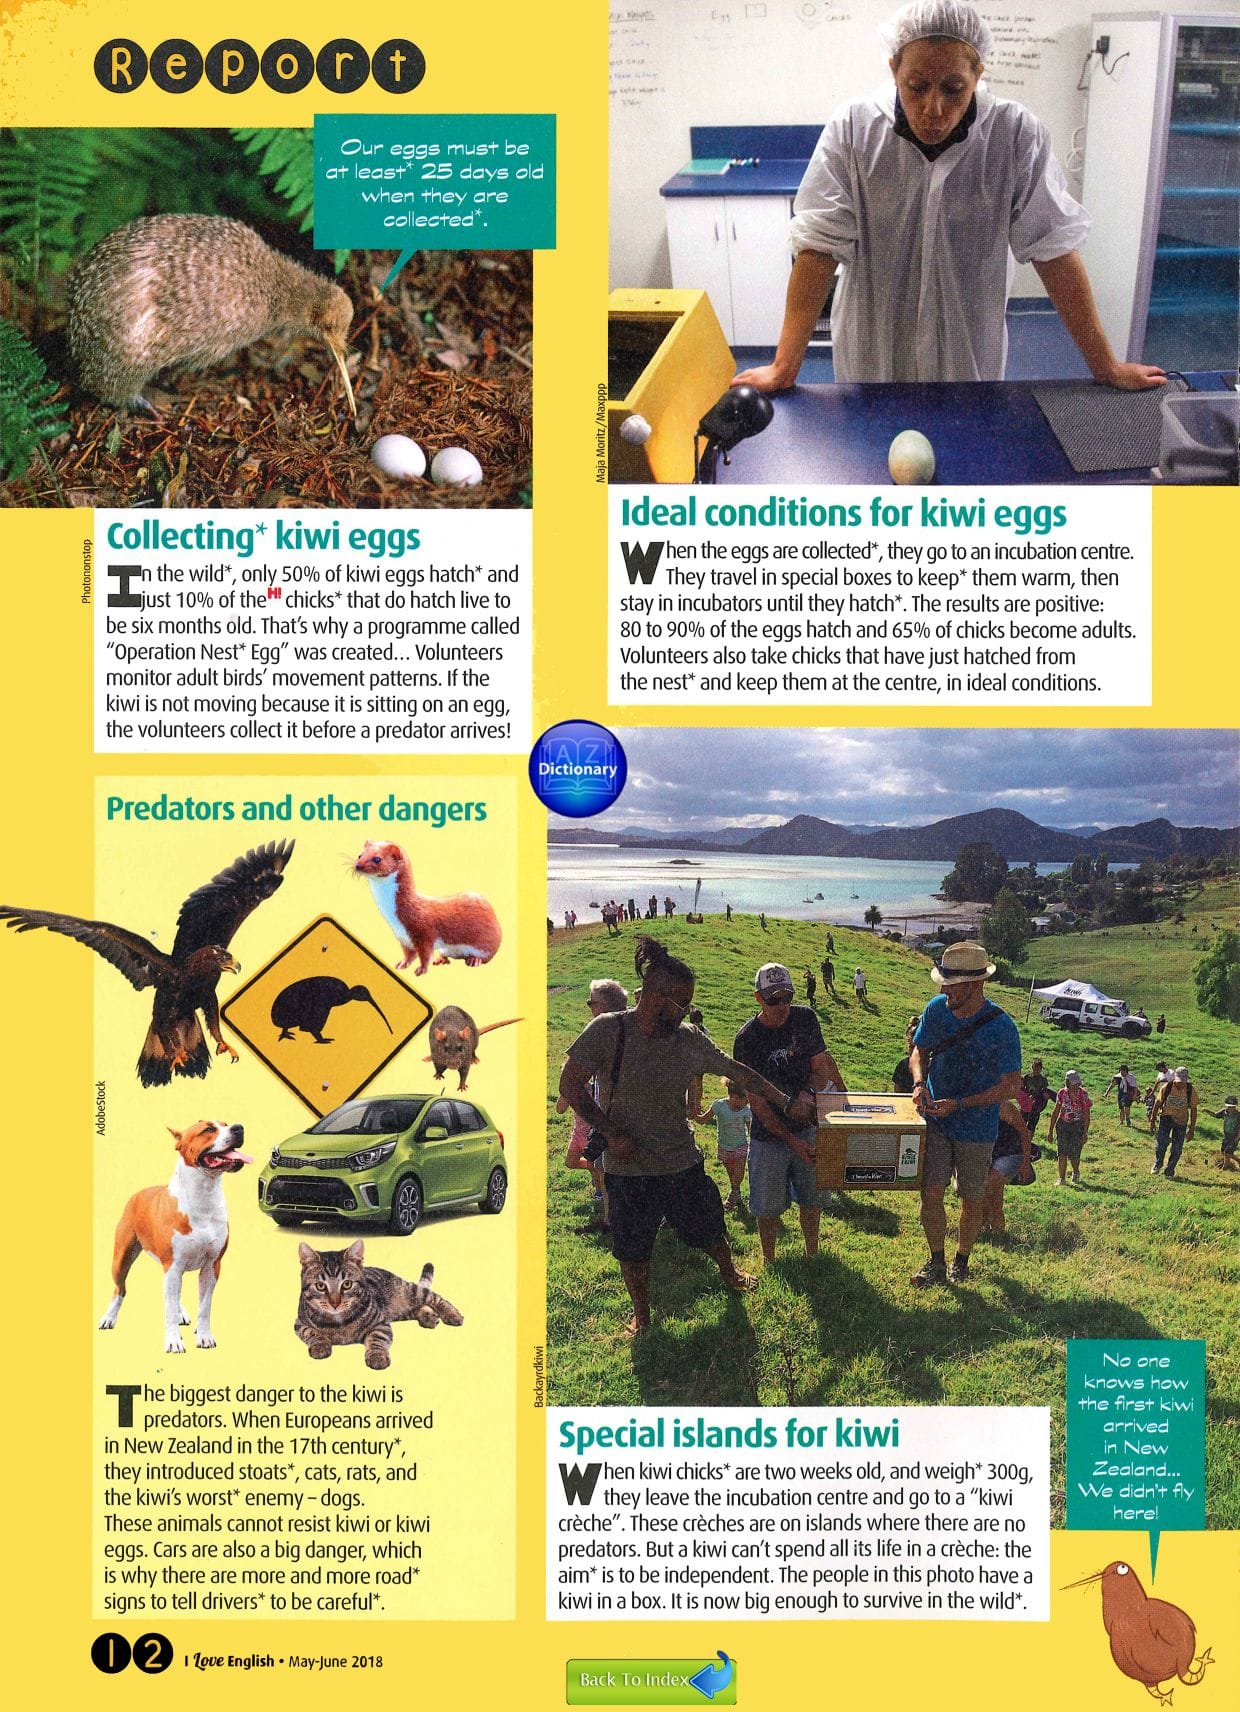 Report
Our eggs must be
at least* 25 days old
when they are
collected*.
Egg
Photononstop
Collecting* kiwi eggs
In the wild*, only 50% of kiwi eggs hatch* and
just 10% of the chicks* that do hatch live to
be six months old. That's why a programme called
"Operation Nest* Egg" was created... Volunteers
monitor adult birds' movement patterns. If the
kiwi is not moving because it is sitting on an egg,
the volunteers collect it before a predator arrives!
H!
Maja Moritz/Maxppp
Ideal conditions for kiwi eggs
When the eggs are collected*, they go to an incubation centre.
They travel in special boxes to keep* them warm, then
stay in incubators until they hatch*. The results are positive:
80 to 90% of the eggs hatch and 65% of chicks become adults.
Volunteers also take chicks that have just hatched from
the nest* and keep them at the centre, in ideal conditions.
A Z
Dictionary
Predators and other dangers
AdobeStock
The biggest danger to the kiwi is
predators. When Europeans arrived
in New Zealand in the 17th century*,
they introduced stoats*, cats, rats, and
the kiwi's worst* enemy – dogs.
These animals cannot resist kiwi or kiwi
eggs. Cars are also a big danger, which
is why there are more and more road*
signs to tell drivers* to be careful*.
Backayrdkiwi
Special islands for kiwi
When kiwi chicks* are two weeks old, and weigh* 300g,
they leave the incubation centre and go to a "kiwi
crèche". These crèches are on islands where there are no
predators. But a kiwi can't spend all its life in a crèche: the
aim* is to be independent. The people in this photo have a
kiwi in a box. It is now big enough to survive in the wild*.
No one
knows how
the first kiwi
arrived
in New
Zealand...
We didn't fly
here!
12 I Love English • May-June 2018
Back To Index